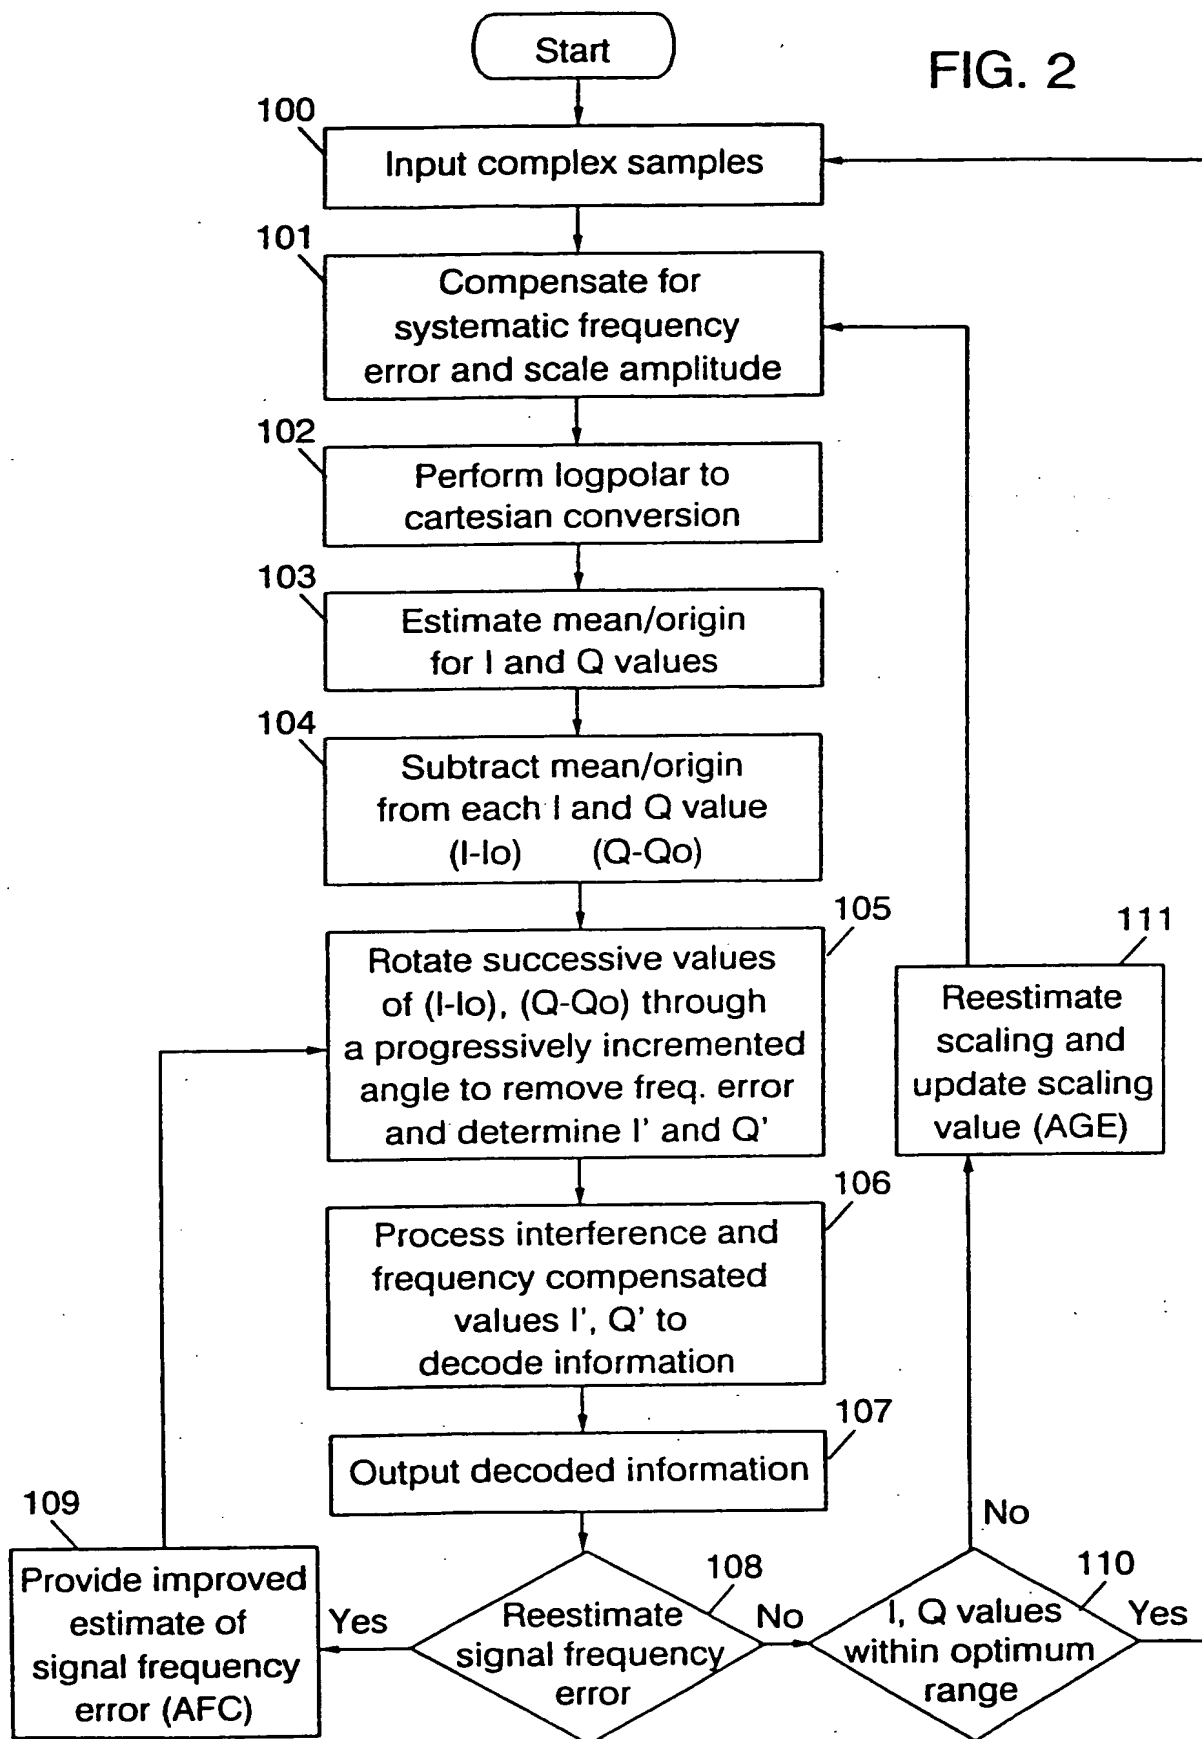 Start
FIG. 2
100
Input complex samples
101
Compensate for
systematic frequency
error and scale amplitude
102
Perform logpolar to
cartesian conversion
103
Estimate mean/origin
for I and Q values
104
Subtract mean/origin
from each I and Q value
(I-Io) (Q-Qo)
105
Rotate successive values
of (I-Io), (Q-Qo) through
a progressively incremented
angle to remove freq. error
and determine I' and Q'
111
Reestimate
scaling and
update scaling
value (AGE)
106
Process interference and
frequency compensated
values I', Q' to
decode information
107
Output decoded information
109
Provide improved
estimate of
signal frequency
error (AFC)
Yes
108
Reestimate
signal frequency
error
No
No
110
I, Q values
within optimum
range
Yes